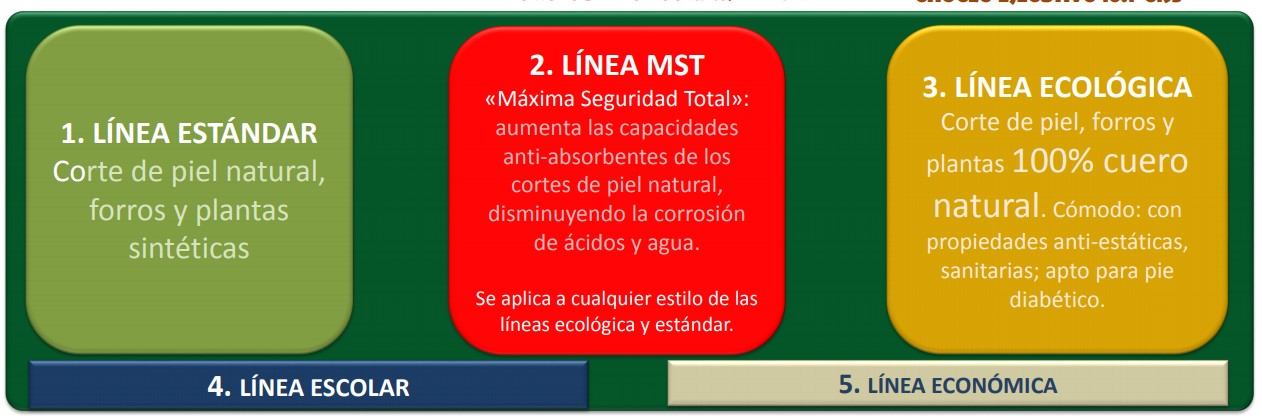 1. LÍNEA ESTÁNDAR
Corte de piel natural,
forros y plantas
sintéticas
2. LÍNEA MST
«Máxima Seguridad Total»:
aumenta las capacidades
anti-absorbentes de los
cortes de piel natural,
disminuyendo la corrosión
de ácidos y agua.
Se aplica a cualquier estilo de las
líneas ecológica y estándar.
3. LÍNEA ECOLÓGICA
Corte de piel, forros y
plantas 100% cuero
natural. Cómodo: con
propiedades anti-estáticas,
sanitarias; apto para pie
diabético.
4. LÍNEA ESCOLAR
5. LÍNEA ECONÓMICA